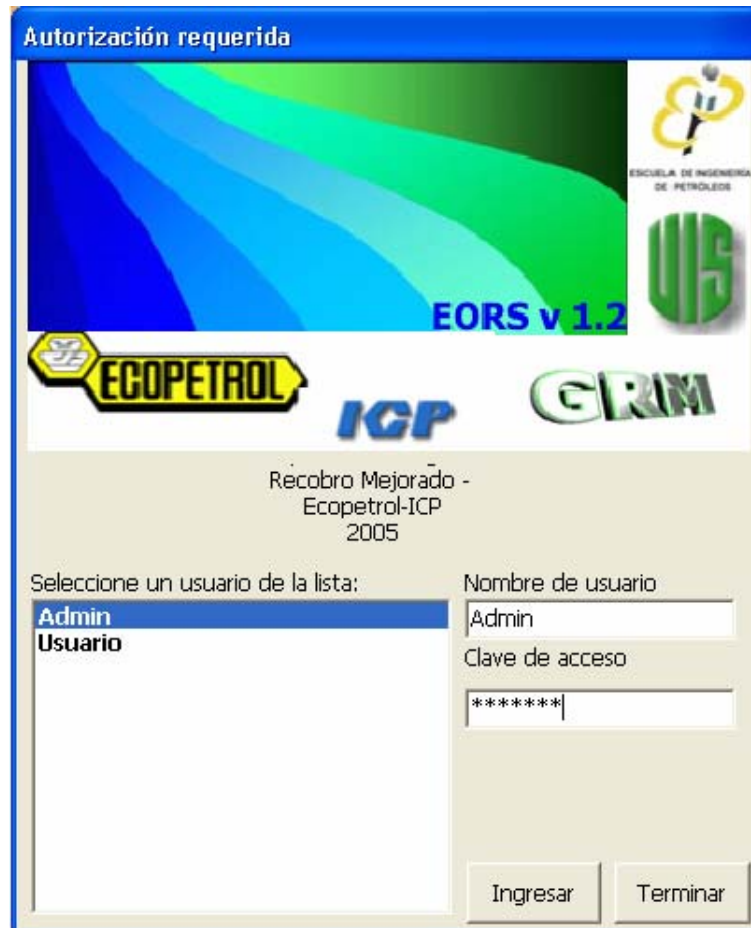 Autorización requerida
ESCUELA DE INGENIERÍA
DE PETRÓLEOS
UIS
EORS v 1.2
ECOPETROL
ICP
GRM
Recobro Mejorado -
Ecopetrol-ICP
2005
Seleccione un usuario de la lista:
Admin
Usuario
Nombre de usuario
Admin
Clave de acceso
*******
Ingresar
Terminar